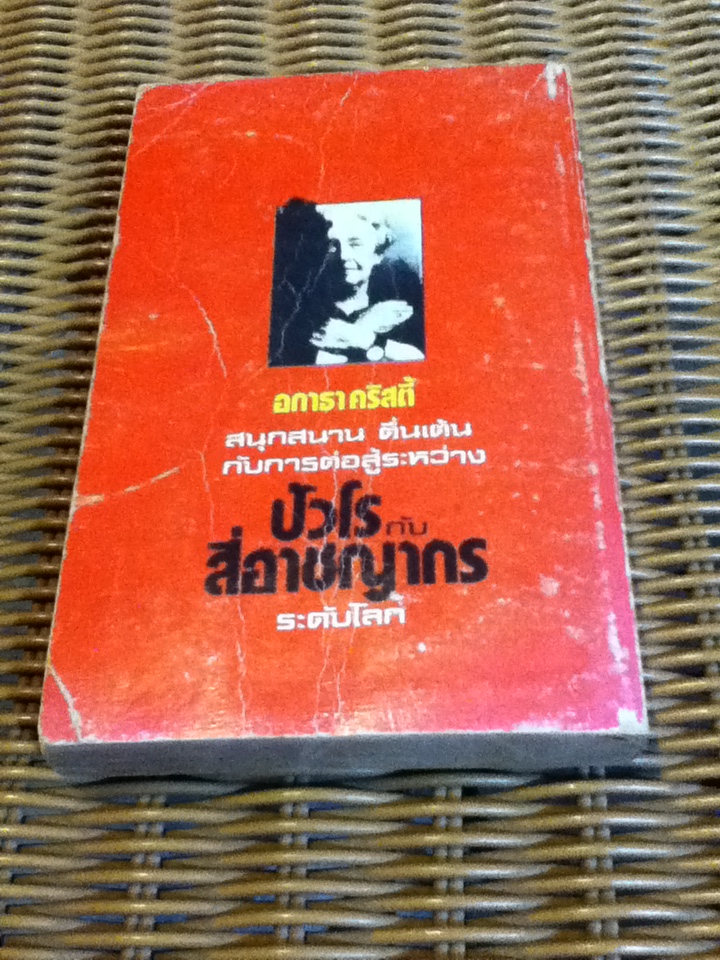 อกาธา คริสตี้
สนุกสนาน ตื่นเต้น
กับการต่อสู้ระหว่าง
ปัวโร กับ
สี่อาชญากร
ระดับโลก